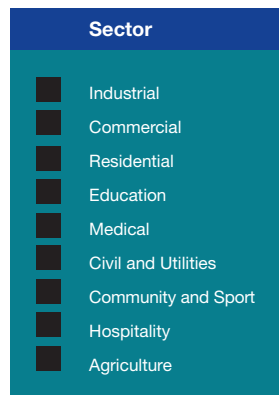 Sector
Industrial
Commercial
Residential
Education
Medical
Civil and Utilities
Community and Sport
Hospitality
Agriculture